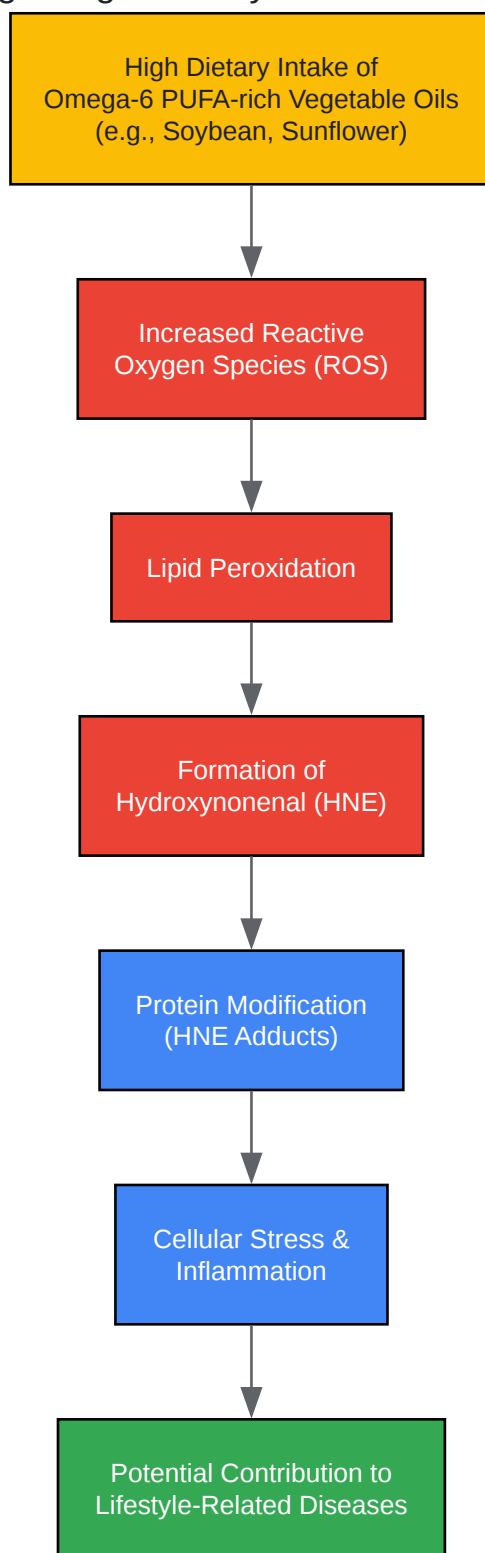 High Dietary Intake of
Omega-6 PUFA-rich Vegetable Oils
(e.g., Soybean, Sunflower)
Increased Reactive
Oxygen Species (ROS)
Lipid Peroxidation
Formation of
Hydroxynonenal (HNE)
Protein Modification
(HNE Adducts)
Cellular Stress &
Inflammation
Potential Contribution to
Lifestyle-Related Diseases